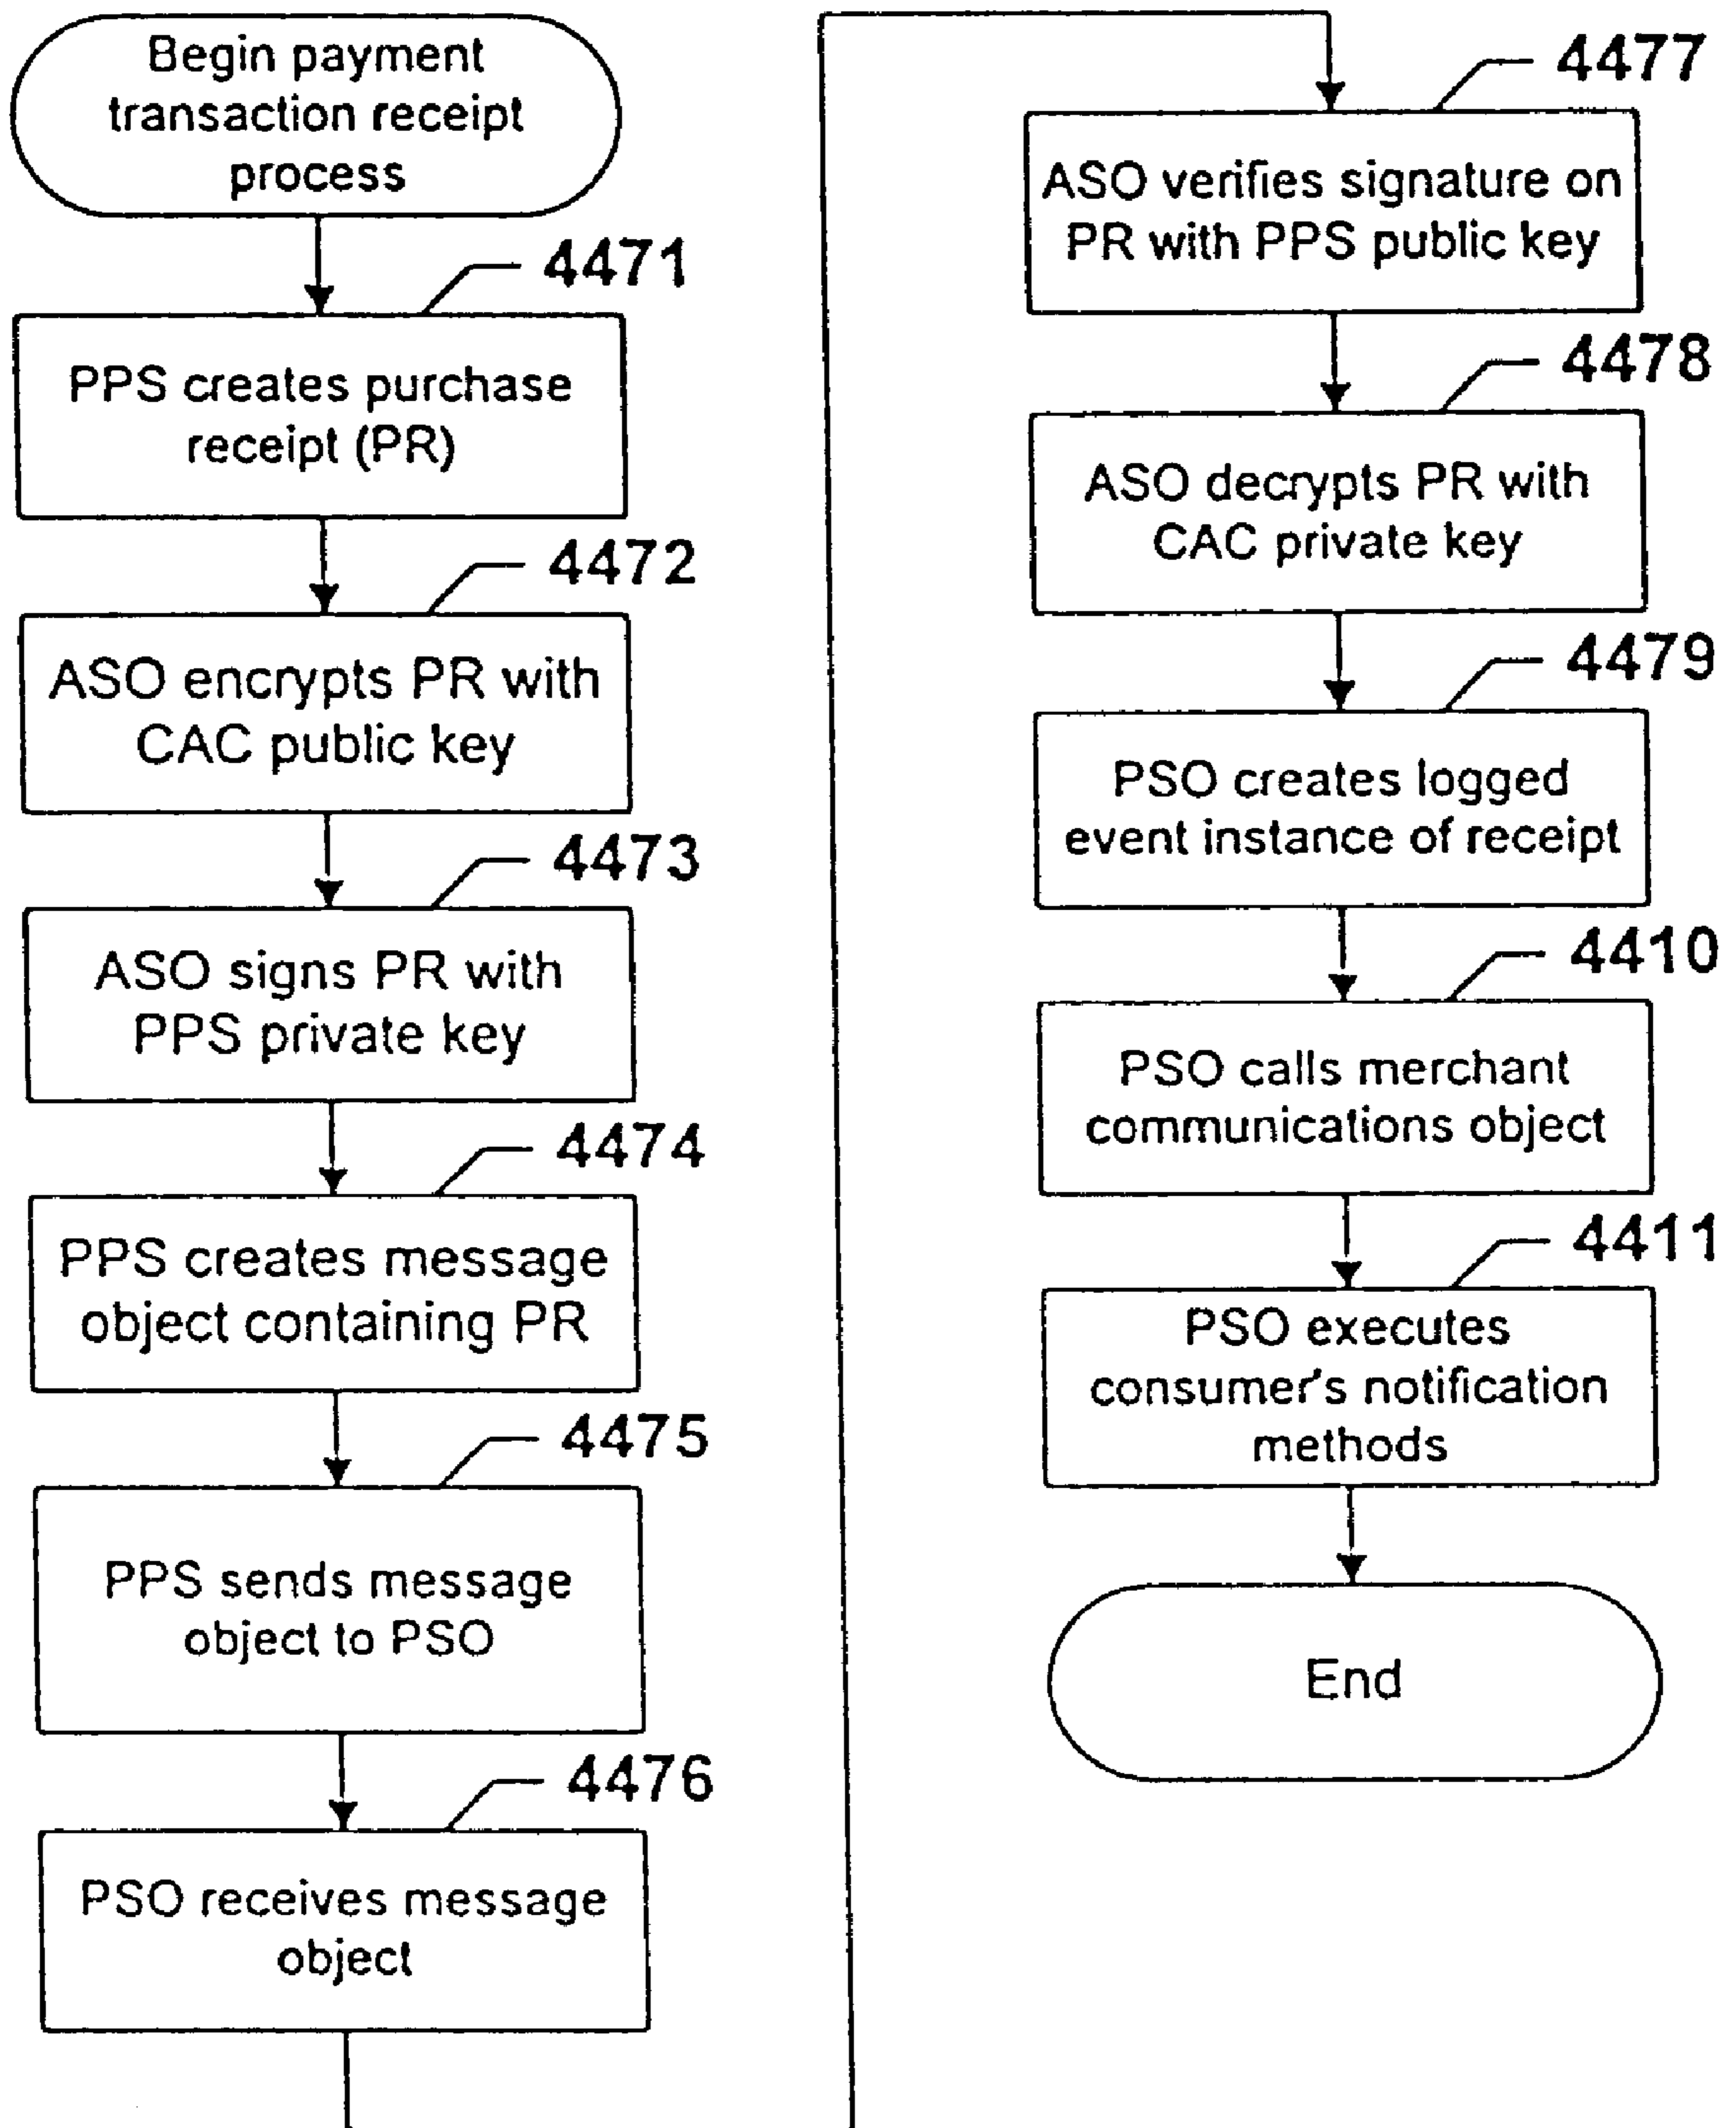 Begin payment
transaction receipt
process
4471
PPS creates purchase
receipt (PR)
4472
ASO encrypts PR with
CAC public key
4473
ASO signs PR with
PPS private key
4474
PPS creates message
object containing PR
4475
PPS sends message
object to PSO
4476
PSO receives message
object
4477
ASO verifies signature on
PR with PPS public key
4478
ASO decrypts PR with
CAC private key
4479
PSO creates logged
event instance of receipt
4410
PSO calls merchant
communications object
4411
PSO executes
consumer's notification
methods
End